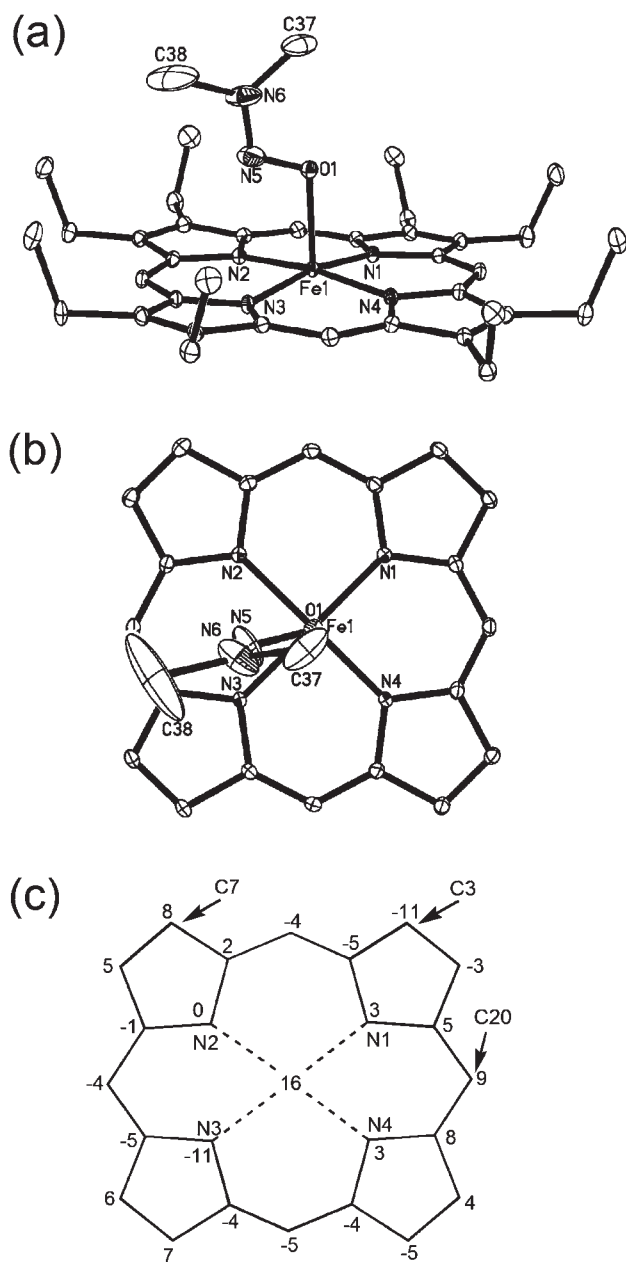 (a)
C37
C38
N6
N5 O1
N2 N1
Fe1
N3 N4
(b)
N2 N1
O1
N5 Fe1
N6
C37
N3 N4
C38
(c)
C7 C3
8 -4 -11
2 -5
5 -3
0 3 C20
-1 5
N2 N1
-4 16 9
N3 N4
-5 8
-11 3
6 4
-4 -4
7 -5 -5